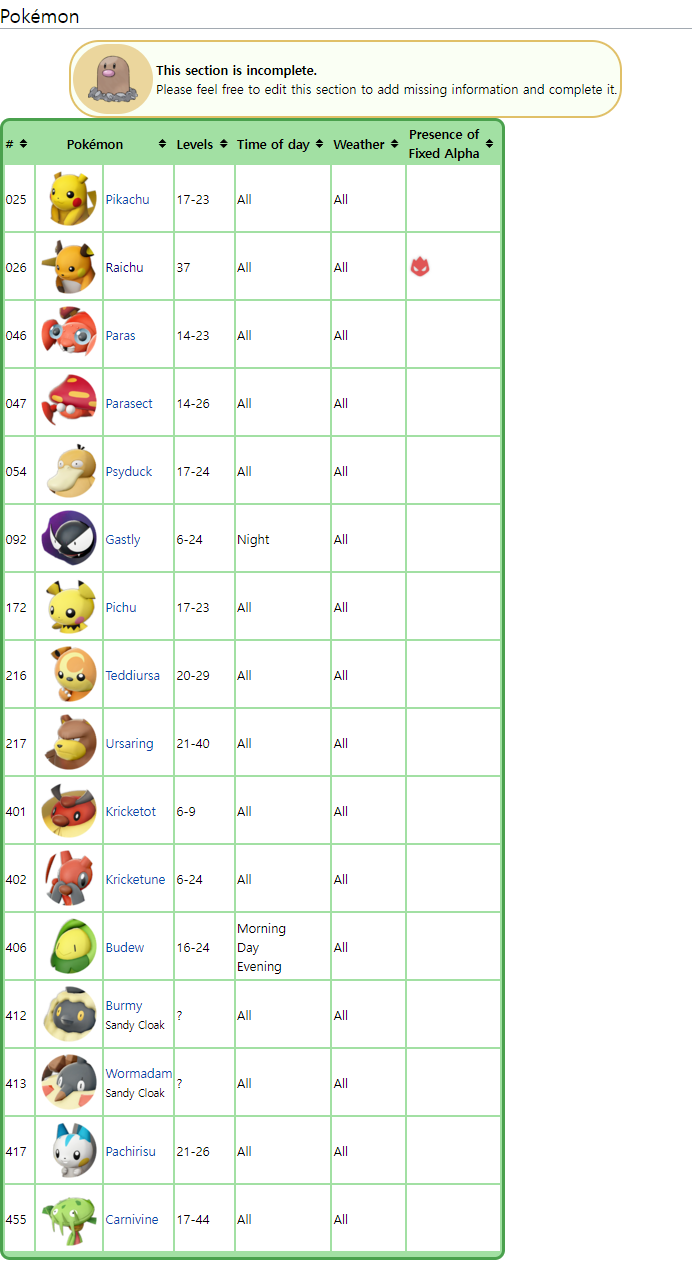 Pokémon
This section is incomplete.
Please feel free to edit this section to add missing information and complete it.
# Pokémon Levels Time of day Weather Presence of
Fixed Alpha
025 Pikachu 17-23 All All
026 Raichu 37 All All
046 Paras 14-23 All All
047 Parasect 14-26 All All
054 Psyduck 17-24 All All
092 Gastly 6-24 Night All
172 Pichu 17-23 All All
216 Teddiursa 20-29 All All
217 Ursaring 21-40 All All
401 Kricketot 6-9 All All
402 Kricketune 6-24 All All
406 Budew 16-24 Morning
Day
Evening All
412 Burmy
Sandy Cloak ? All All
413 Wormadam
Sandy Cloak ? All All
417 Pachirisu 21-26 All All
455 Carnivine 17-44 All All